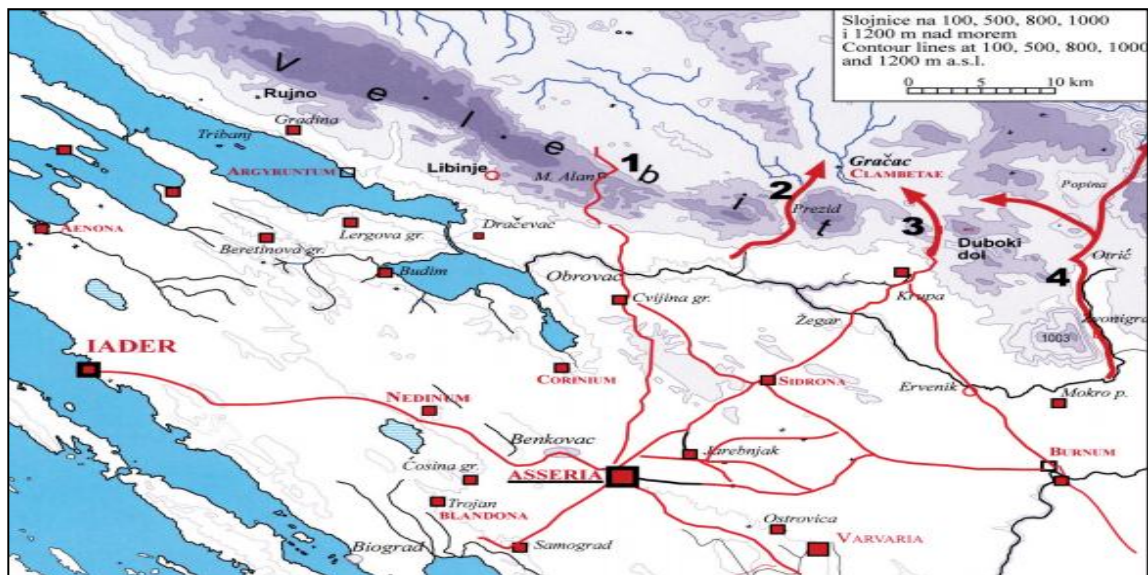 Slojnice na 100, 500, 800, 1000
i 1200 m nad morem
Contour lines at 100, 500, 800, 1000
and 1200 m a.s.l.
0 5 10 km
V e l e b i t
Rujno
Gradina
Tribanj
ARGYRUNTUM
Libinje
M. Alan
1
2
Prezid
Gračac
CLAMBETAE
3
Popina
Duboki
dol
Otrić
4
AENONA
Beretinova gr.
Lergova gr.
Dračevac
Budim
Obrovac
Cvijina gr.
Krupa
Žegar
Zvonigra
1003
IADER
NEDINUM
CORINIUM
SIDRONA
Ervenik
Mokro p.
Benkovac
Jarebnjak
BURNUM
ASSERIA
Ćosina gr.
Trojan
BLANDONA
Biograd
Samograd
Ostrovica
VARVARIA